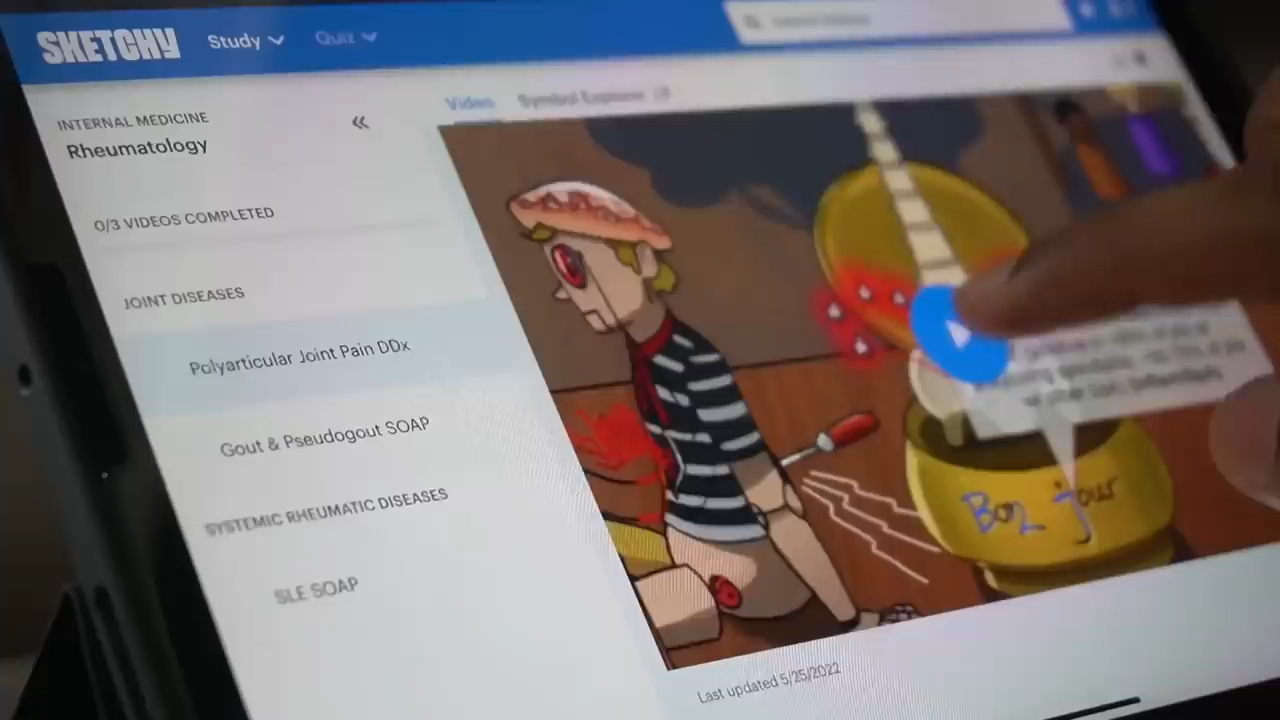 SKETCHY
Study
Quiz
INTERNAL MEDICINE
Rheumatology
0/3 VIDEOS COMPLETED
JOINT DISEASES
Polyarticular Joint Pain DDx
Gout & Pseudogout SOAP
SYSTEMIC RHEUMATIC DISEASES
SLE SOAP
Video
Symbol Explorer
Bon jour
Last updated 5/25/2022